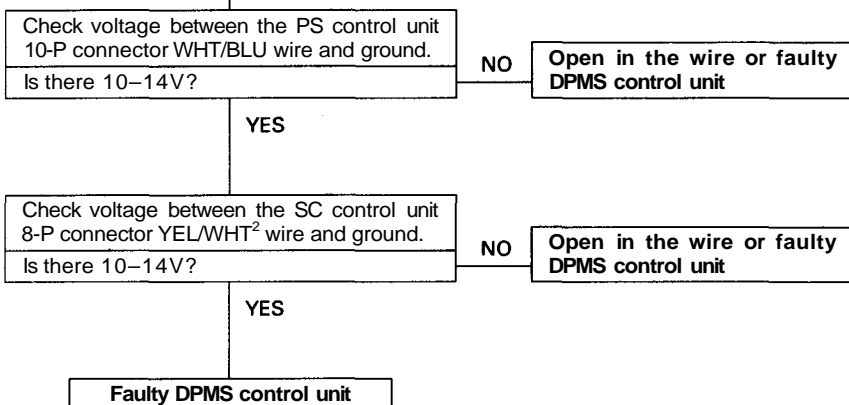 Check voltage between the PS control unit
10-P connector WHT/BLU wire and ground.
Is there 10–14V?
NO
Open in the wire or faulty
DPMS control unit
YES
Check voltage between the SC control unit
8-P connector YEL/WHT² wire and ground.
Is there 10–14V?
NO
Open in the wire or faulty
DPMS control unit
YES
Faulty DPMS control unit